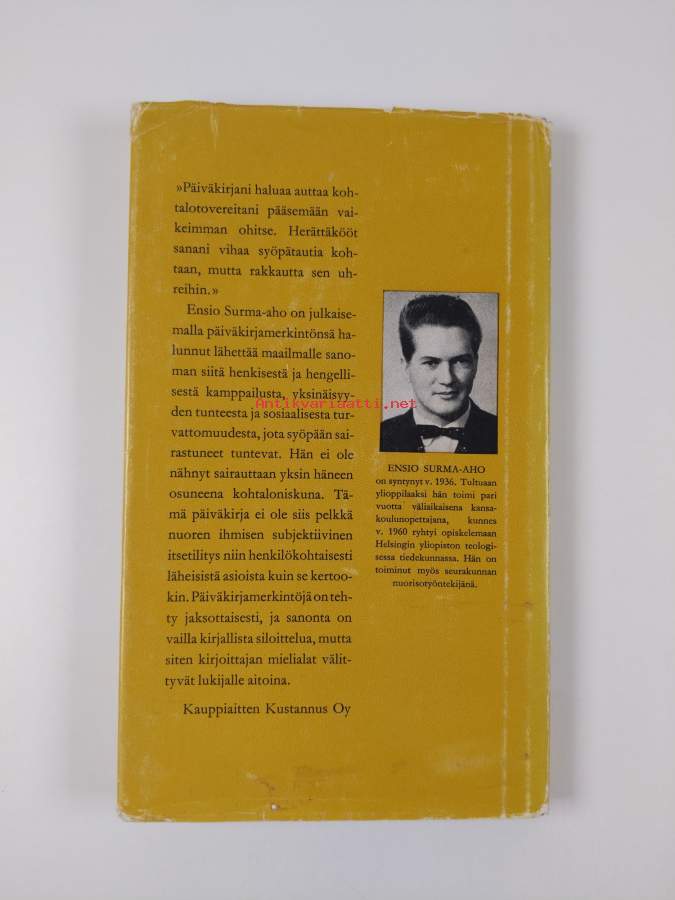 »Päiväkirjani haluaa auttaa koh-
talotovereitani pääsemään vai-
keimman ohitse. Herättäkööt
sanani vihaa syöpätautia koh-
taan, mutta rakkautta sen uh-
reihin.»
Ensio Surma-aho on julkaise-
malla päiväkirjamerkintönsä ha-
lunnut lähettää maailmalle sano-
man siitä henkisestä ja hengelli-
sestä kamppailusta, yksinäisyy-
den tunteesta ja sosiaalisesta tur-
vattomuudesta, jota syöpään sai-
rastuneet tuntevat. Hän ei ole
nähnyt sairauttaan yksin häneen
osuneena kohtaloniskuna. Tä-
mä päiväkirja ei ole siis pelkkä
nuoren ihmisen subjektiivinen
itsetilitys niin henkilökohtaisesti
läheisistä asioista kuin se kertoo-
kin. Päiväkirjamerkintöjä on teh-
ty jaksottaisesti, ja sanonta on
vailla kirjallista siloittelua, mutta
siten kirjoittajan mielialat välit-
tyvät lukijalle aitoina.
Kauppiaitten Kustannus Oy
Antikvariaatti.net
ENSIO SURMA-AHO
on syntynyt v. 1936. Tultuaan
ylioppilaaksi hän toimi pari
vuotta väliaikaisena kansa-
koulunopettajana, kunnes
v. 1960 ryhtyi opiskelemaan
Helsingin yliopiston teologi-
sessa tiedekunnassa. Hän on
toiminut myös seurakunnan
nuorisotyöntekijänä.